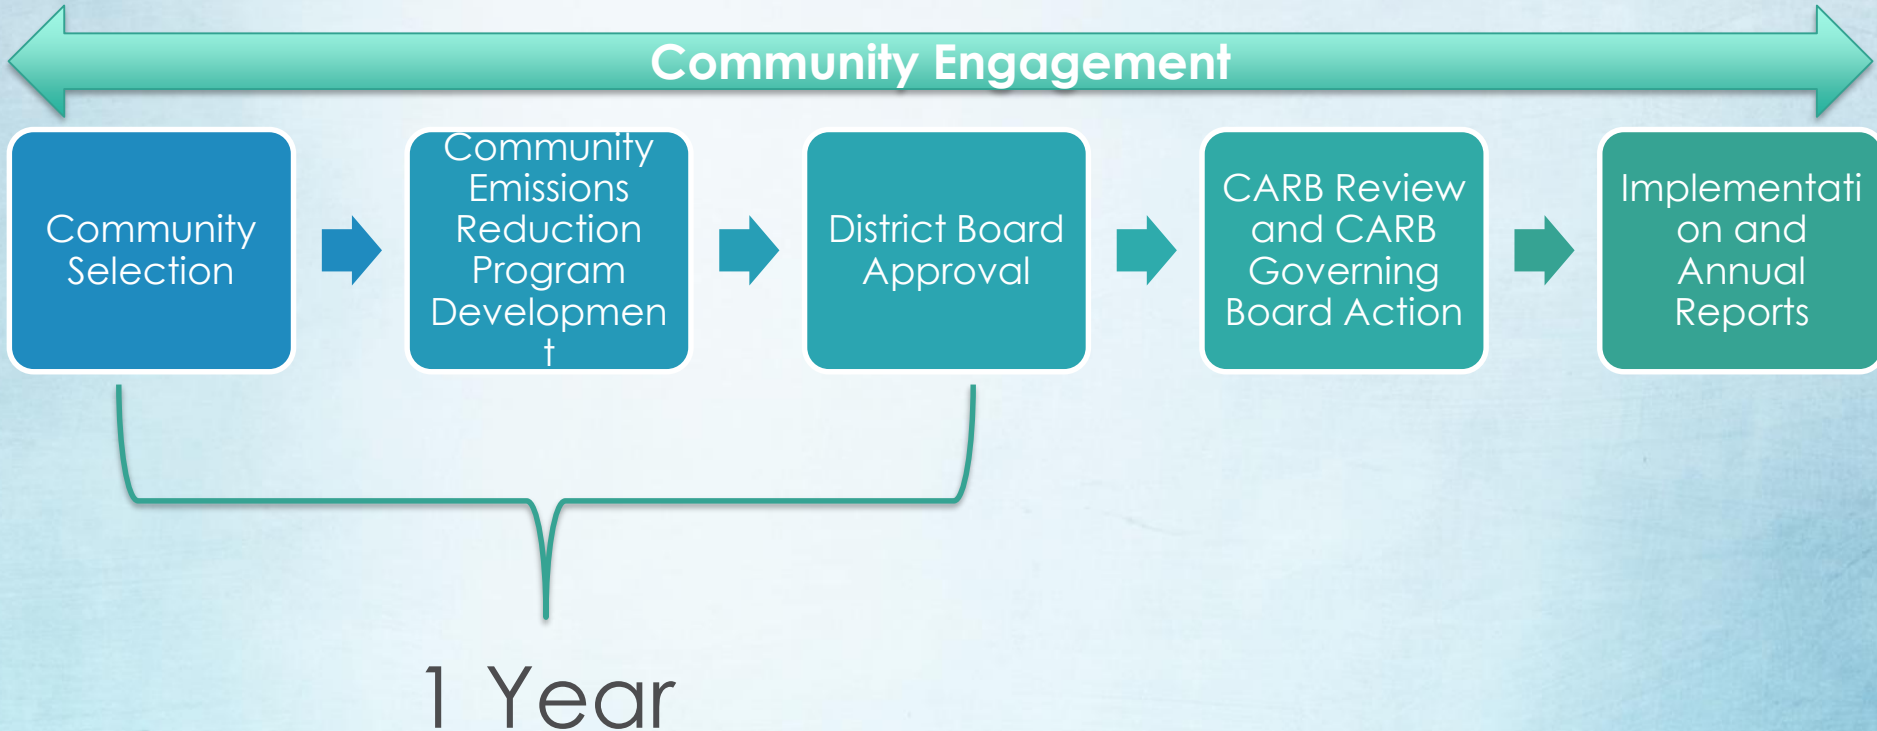 Community Engagement
Community
Selection
Community
Emissions
Reduction
Program
Developmen
t
District Board
Approval
CARB Review
and CARB
Governing
Board Action
Implementati
on and
Annual
Reports
1 Year